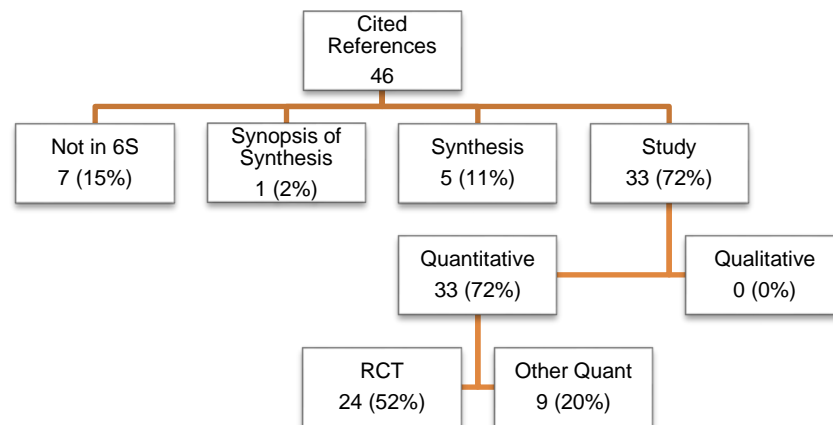 Cited
References
46
Not in 6S
7 (15%)
Synopsis of
Synthesis
1 (2%)
Synthesis
5 (11%)
Study
33 (72%)
Quantitative
33 (72%)
Qualitative
0 (0%)
RCT
24 (52%)
Other Quant
9 (20%)